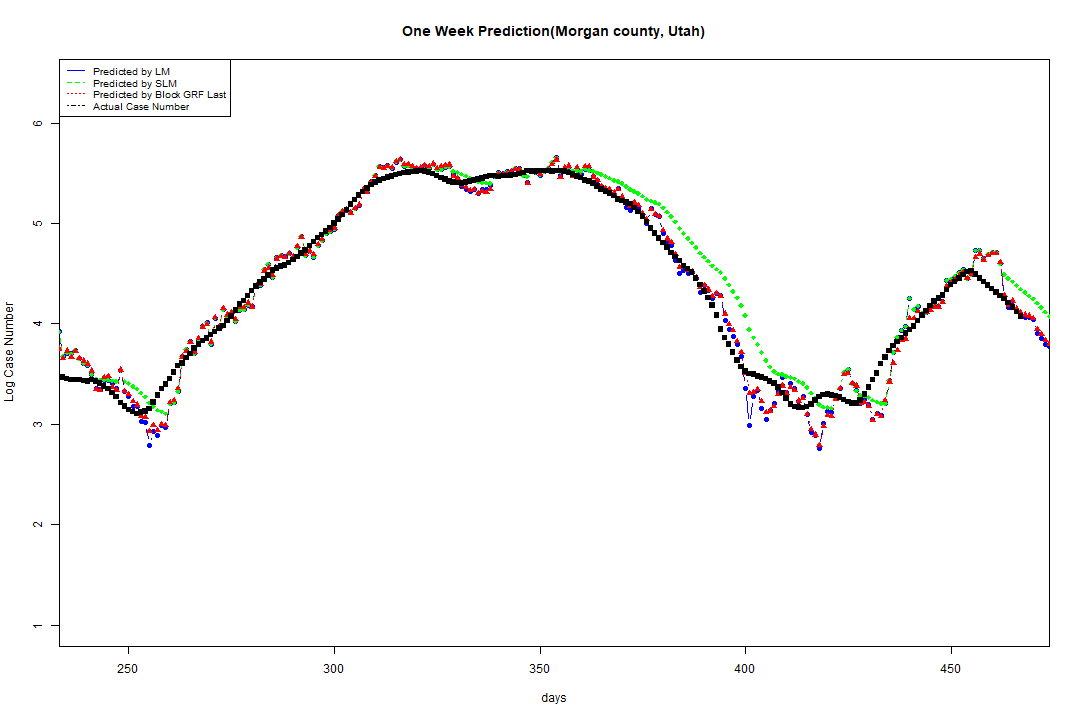 One Week Prediction(Morgan county, Utah)
Predicted by LM
Predicted by SLM
Predicted by Block GRF Last
Actual Case Number
6
5
4
3
2
1
Log Case Number
250 300 350 400 450
days